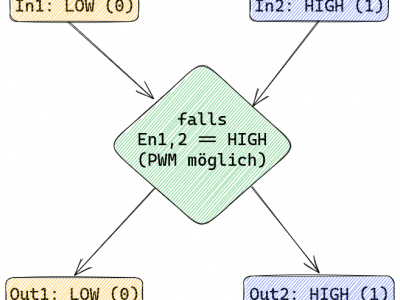 In1: LOW (0)
In2: HIGH (1)
falls
En1,2 == HIGH
(PWM möglich)
Out1: LOW (0)
Out2: HIGH (1)